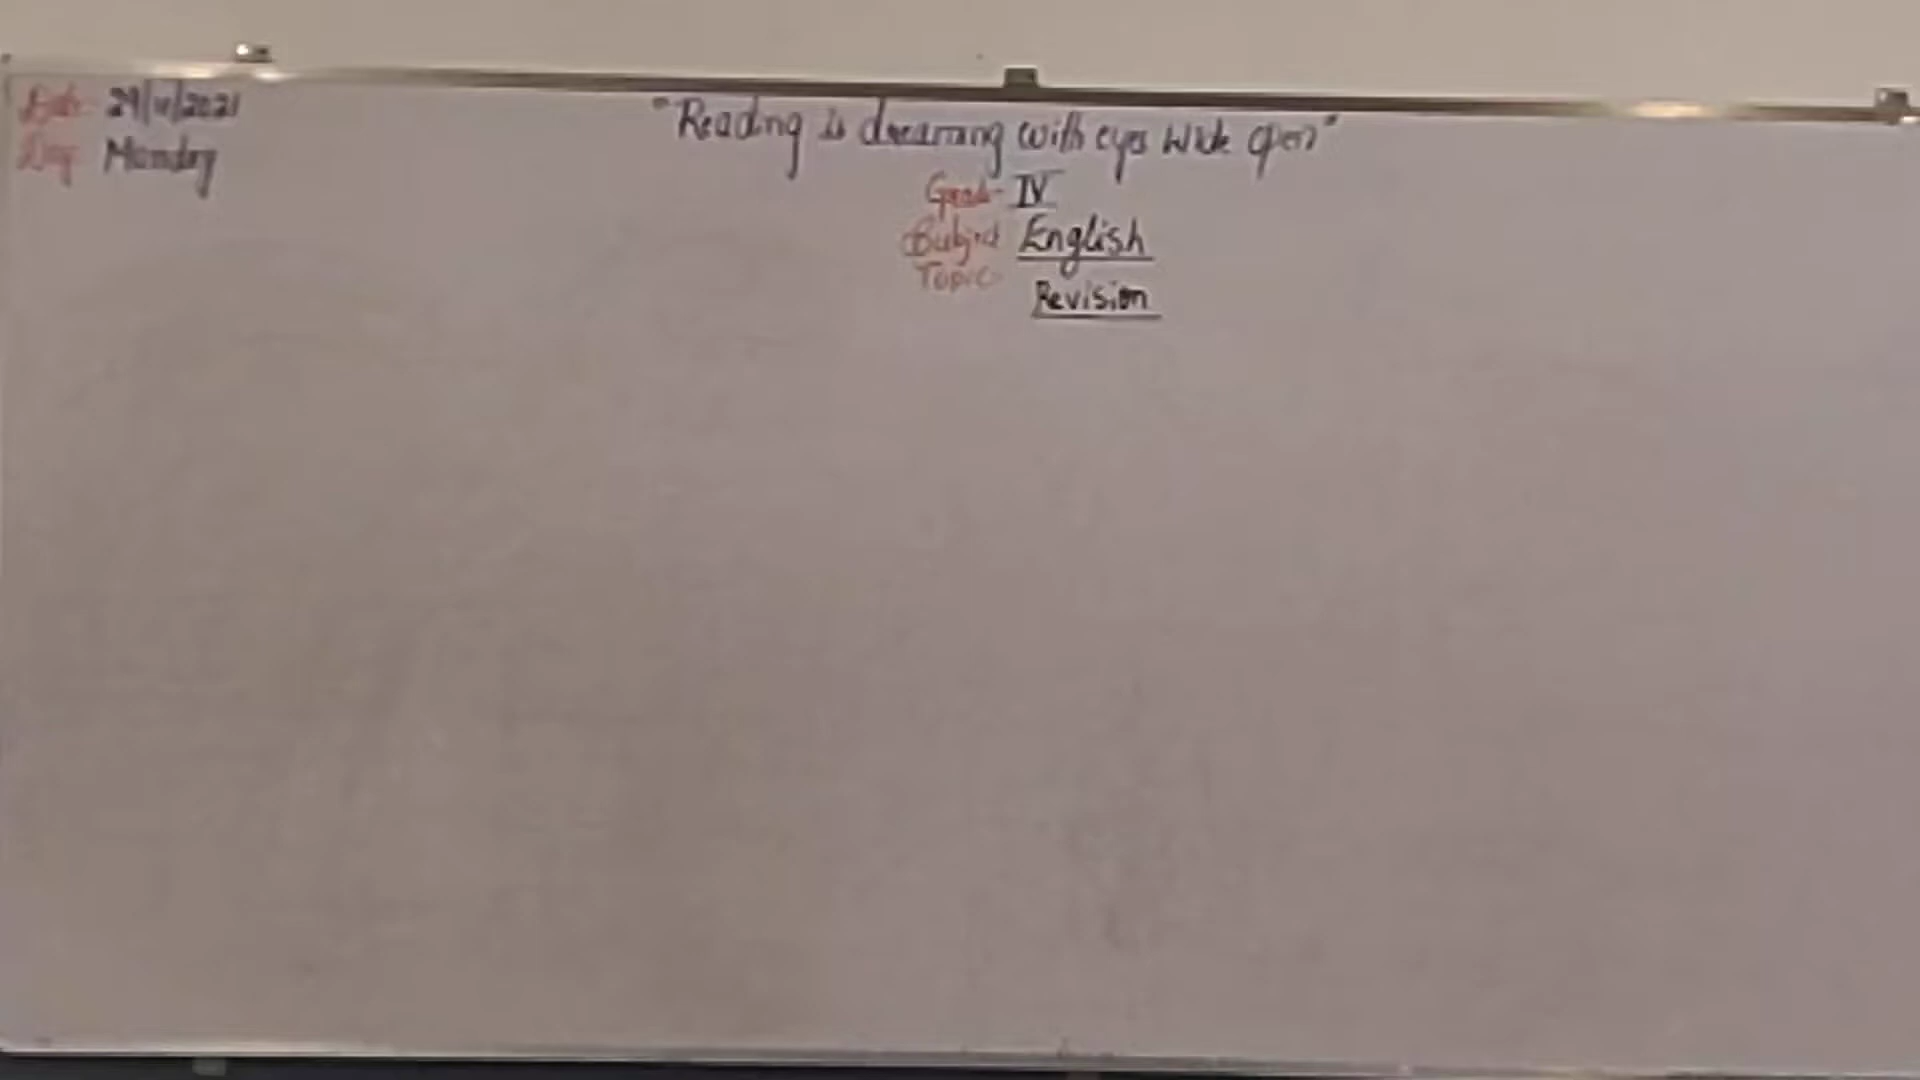 Date: 29/11/2021
Day: Monday
"Reading is dreaming with eyes wide open"
Grade- IV
Subject English
Topic- Revision